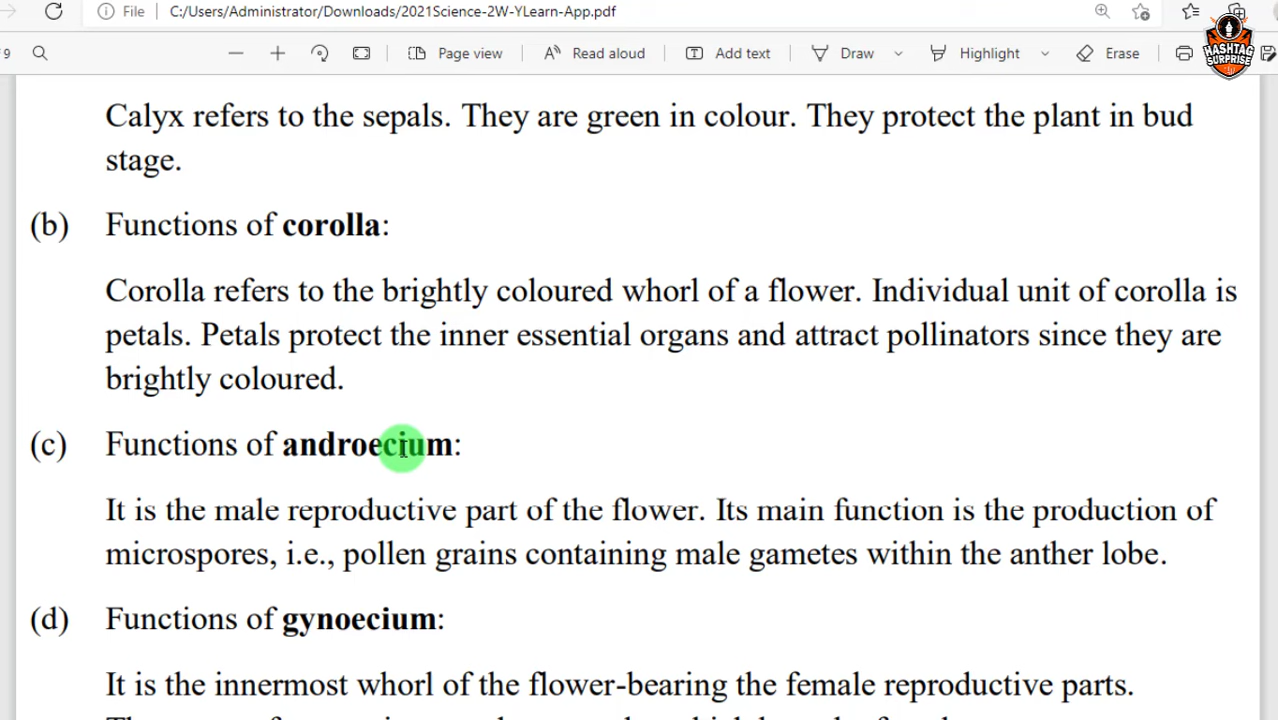 File C:/Users/Administrator/Downloads/2021Science-2W-YLearn-App.pdf
9 Page view Read aloud Add text Draw Highlight Erase
HASHTAG
SURPRISE
Calyx refers to the sepals. They are green in colour. They protect the plant in bud
stage.
(b) Functions of corolla:
Corolla refers to the brightly coloured whorl of a flower. Individual unit of corolla is
petals. Petals protect the inner essential organs and attract pollinators since they are
brightly coloured.
(c) Functions of androecium:
It is the male reproductive part of the flower. Its main function is the production of
microspores, i.e., pollen grains containing male gametes within the anther lobe.
(d) Functions of gynoecium:
It is the innermost whorl of the flower-bearing the female reproductive parts.